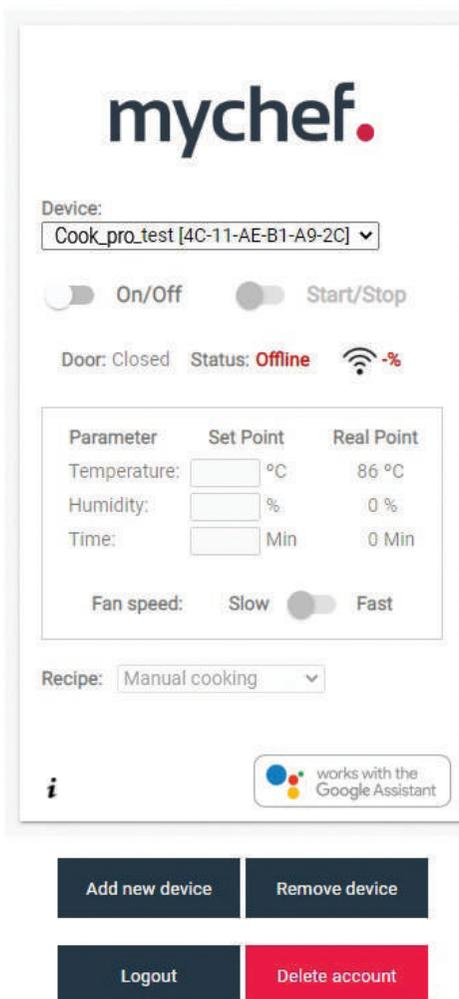 mychef.
Device:
Cook_pro_test [4C-11-AE-B1-A9-2C]
On/Off Start/Stop
Door: Closed Status: Offline -%
Parameter Set Point Real Point
Temperature: ºC 86 ºC
Humidity: % 0 %
Time: Min 0 Min
Fan speed: Slow Fast
Recipe: Manual cooking
i works with the
Google Assistant
Add new device Remove device
Logout Delete account